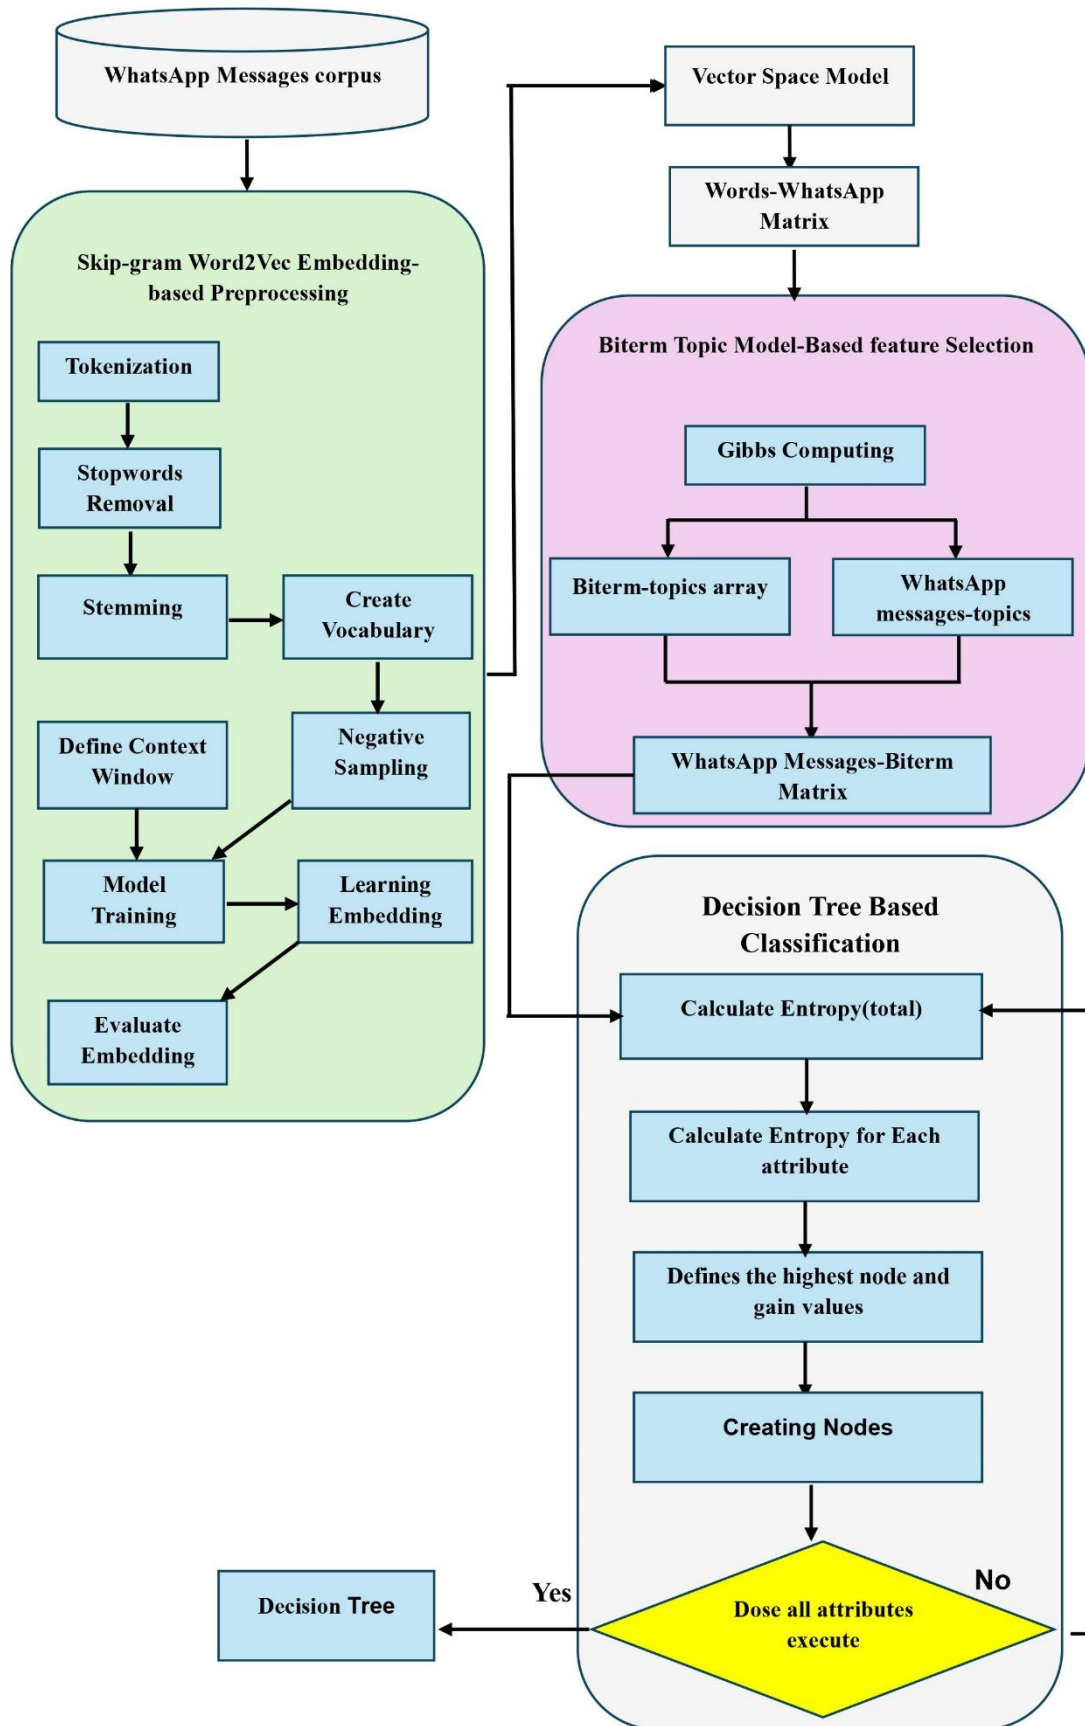 WhatsApp Messages corpus
Skip-gram Word2Vec Embedding-
based Preprocessing
Tokenization
Stopwords
Removal
Stemming
Create
Vocabulary
Define Context
Window
Negative
Sampling
Model
Training
Learning
Embedding
Evaluate
Embedding
Vector Space Model
Words-WhatsApp
Matrix
Biterm Topic Model-Based feature Selection
Gibbs Computing
Biterm-topics array
WhatsApp
messages-topics
WhatsApp Messages-Biterm
Matrix
Decision Tree Based
Classification
Calculate Entropy(total)
Calculate Entropy for Each
attribute
Defines the highest node and
gain values
Creating Nodes
Dose all attributes
execute
No
Yes
Decision Tree